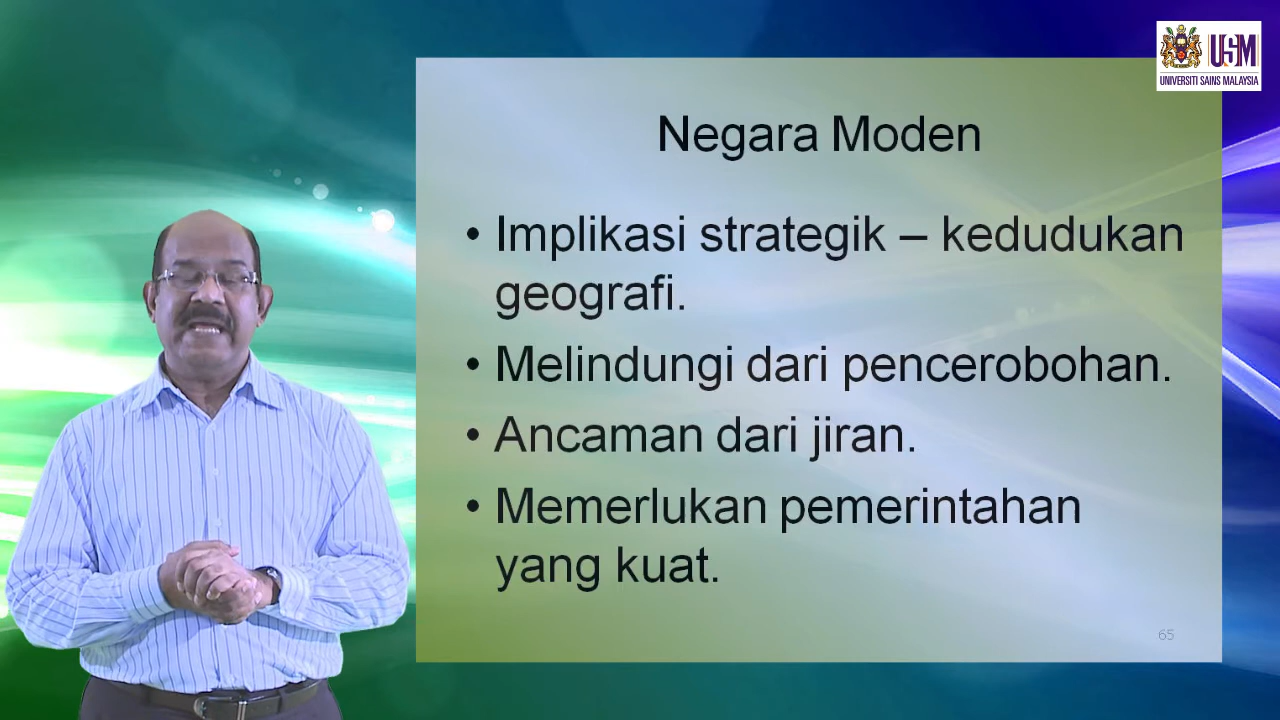 USM
UNIVERSITI SAINS MALAYSIA
Negara Moden
• Implikasi strategik – kedudukan
geografi.
• Melindungi dari pencerobohan.
• Ancaman dari jiran.
• Memerlukan pemerintahan
yang kuat.
65